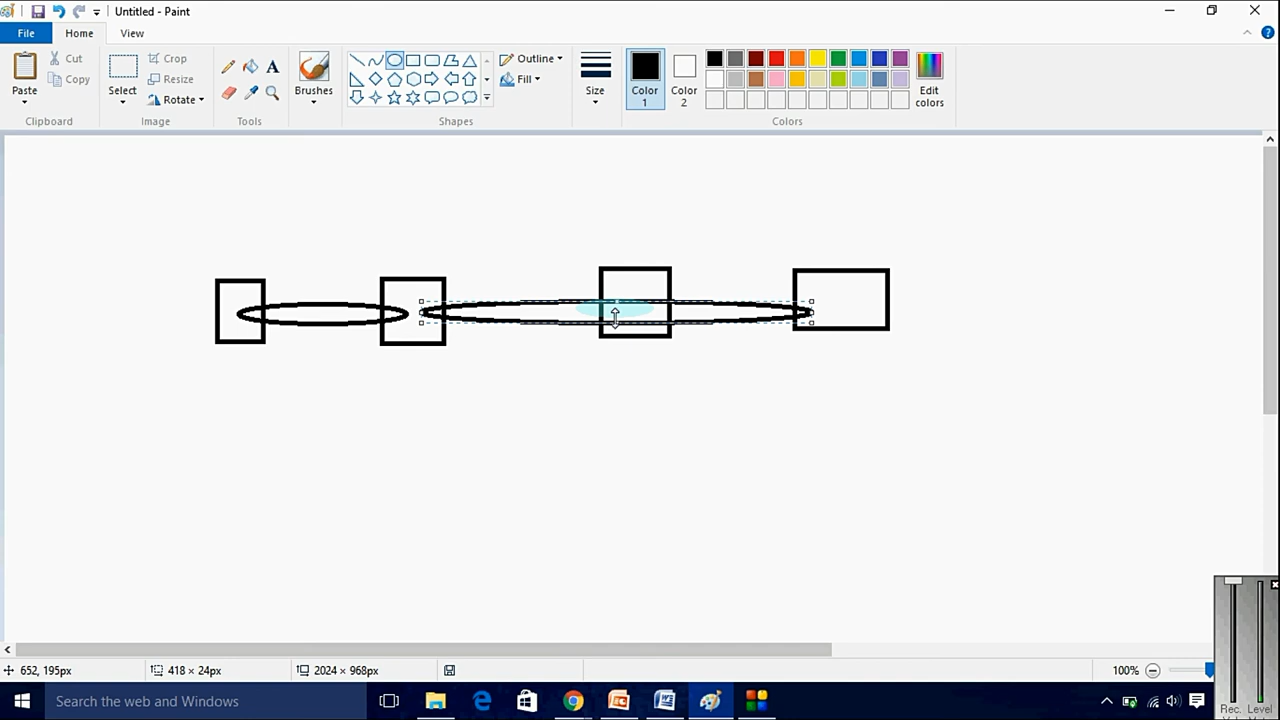 Untitled - Paint
File Home View
Paste
Cut
Copy
Clipboard
Select
Crop
Resize
Rotate
Image
A
Tools
Brushes
Shapes
Outline
Fill
Size
Color 1
Color 2
Edit colors
Colors
652, 195px
418 × 24px
2024 × 968px
100%
Search the web and Windows
Rec. Level